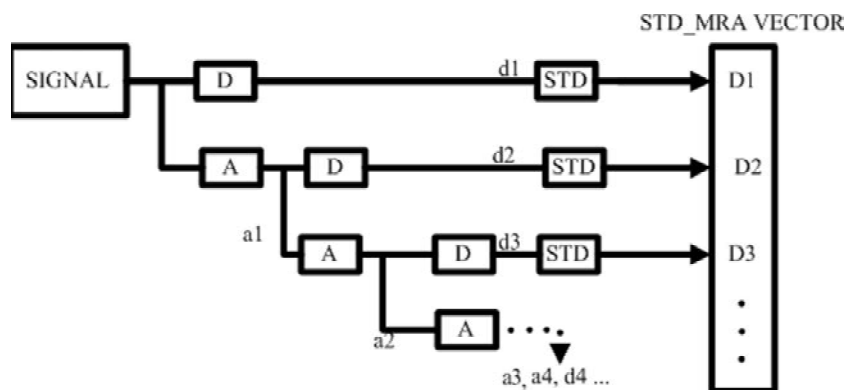 STD_MRA VECTOR
SIGNAL D d1 STD D1
A D d2 STD D2
a1 A D d3 STD D3
a2 A
a3, a4, d4 ...